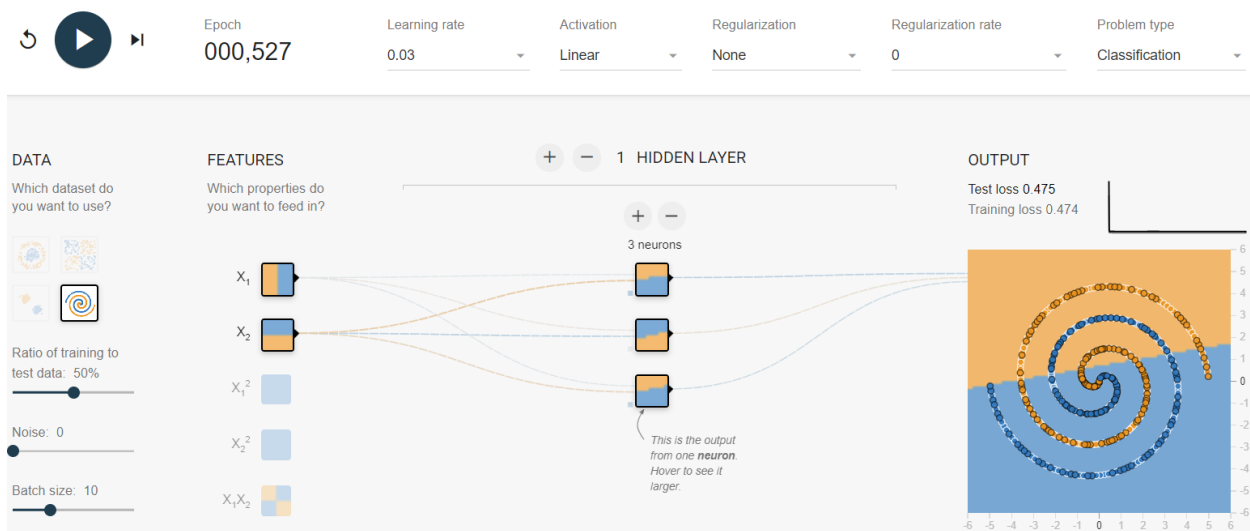 Epoch
000,527
Learning rate
0.03
Activation
Linear
Regularization
None
Regularization rate
0
Problem type
Classification
DATA
Which dataset do
you want to use?
Ratio of training to
test data: 50%
Noise: 0
Batch size: 10
FEATURES
Which properties do
you want to feed in?
X₁
X₂
X₁²
X₂²
X₁X₂
+ − 1 HIDDEN LAYER
+ −
3 neurons
This is the output
from one neuron.
Hover to see it
larger.
OUTPUT
Test loss 0.475
Training loss 0.474
6
5
4
3
2
1
0
-1
-2
-3
-4
-5
-6
-6 -5 -4 -3 -2 -1 0 1 2 3 4 5 6